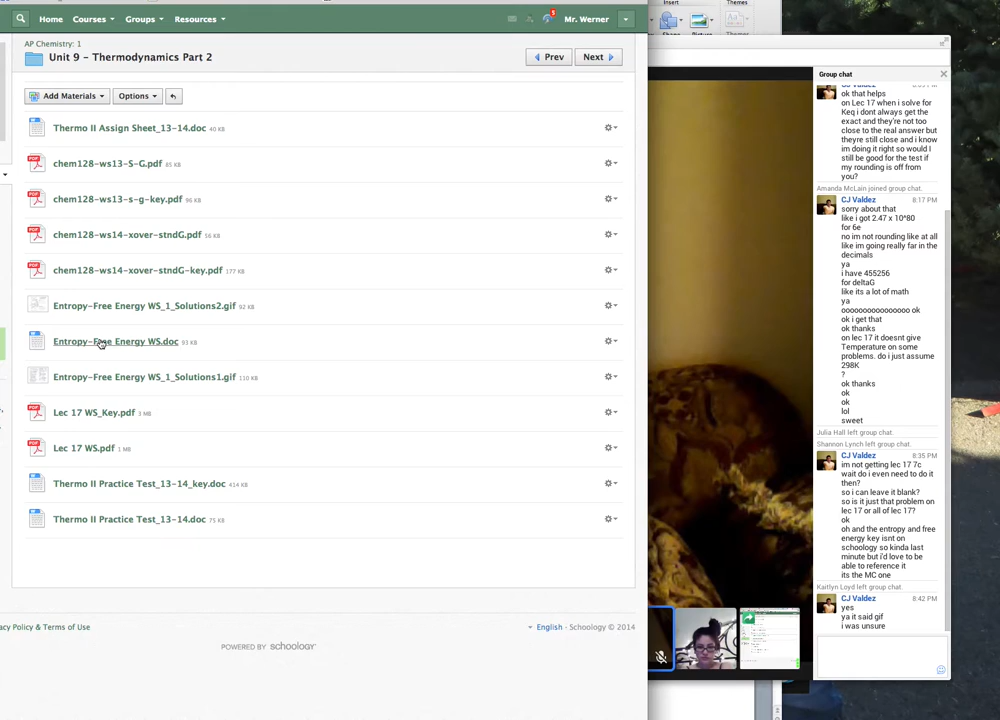 Home Courses Groups Resources
5
Mr. Werner
AP Chemistry: 1
Unit 9 – Thermodynamics Part 2
Prev
Next
Add Materials
Options
Thermo II Assign Sheet_13-14.doc 40 KB
chem128-ws13-S-G.pdf 85 KB
chem128-ws13-s-g-key.pdf 96 KB
chem128-ws14-xover-stndG.pdf 56 KB
chem128-ws14-xover-stndG-key.pdf 177 KB
Entropy-Free Energy WS_1_Solutions2.gif 92 KB
Entropy-Free Energy WS.doc 93 KB
Entropy-Free Energy WS_1_Solutions1.gif 110 KB
Lec 17 WS_Key.pdf 3 MB
Lec 17 WS.pdf 1 MB
Thermo II Practice Test_13-14_key.doc 414 KB
Thermo II Practice Test_13-14.doc 75 KB
acy Policy & Terms of Use
English · Schoology © 2014
POWERED BY schoology
Insert
Themes
Shape
Picture
Themes
Group chat
ok that helps
on Lec 17 when i solve for
Keq i dont always get the
exact and they're not too
close to the real answer but
theyre still close and i know
im doing it right so would I
still be good for the test if
my rounding is off from
you?
Amanda McLain joined group chat.
CJ Valdez 8:17 PM
sorry about that
like i got 2.47 x 10^80
for 6e
no im not rounding like at all
like im going really far in the
decimals
ya
i have 455256
for deltaG
like its a lot of math
ya
ooooooooooooooo ok
ok i get that
ok thanks
on lec 17 it doesnt give
Temperature on some
problems. do i just assume
298K
?
ok thanks
ok
ok
lol
sweet
Julia Hall left group chat.
Shannon Lynch left group chat.
CJ Valdez 8:35 PM
im not getting lec 17 7c
wait do i even need to do it
then?
so i can leave it blank?
so is it just that problem on
lec 17 or all of lec 17?
ok
oh and the entropy and free
energy key isnt on
schoology so kinda last
minute but i'd love to be
able to reference it
its the MC one
Kaitlyn Loyd left group chat.
CJ Valdez 8:42 PM
yes
ya it said gif
i was unsure